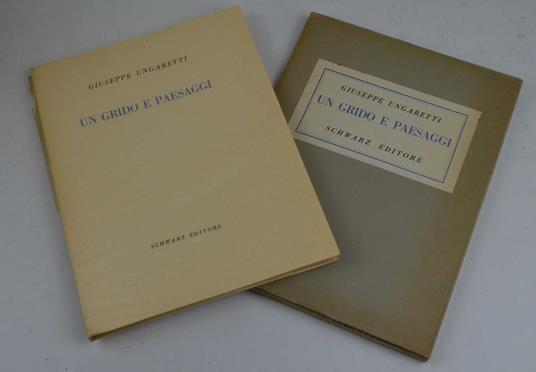 GIUSEPPE UNGARETTI
UN GRIDO E PAESAGGI
SCHWARZ EDITORE
GIUSEPPE UNGARETTI
UN GRIDO E PAESAGGI
SCHWARZ EDITORE